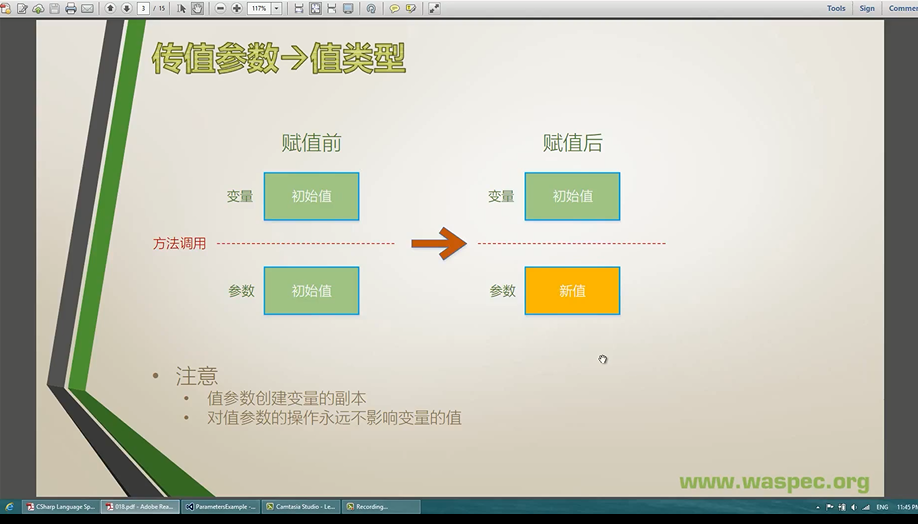 3 / 15
117%
Tools
Sign
Comment
传值参数→值类型
赋值前
赋值后
变量 初始值
变量 初始值
方法调用
参数 初始值
参数 新值
• 注意
• 值参数创建变量的副本
• 对值参数的操作永远不影响变量的值
www.waspec.org
CSharp Language Sp...
018.pdf - Adobe Rea...
ParametersExample -...
Camtasia Studio - Le...
Recording...
ENG
11:45 PM